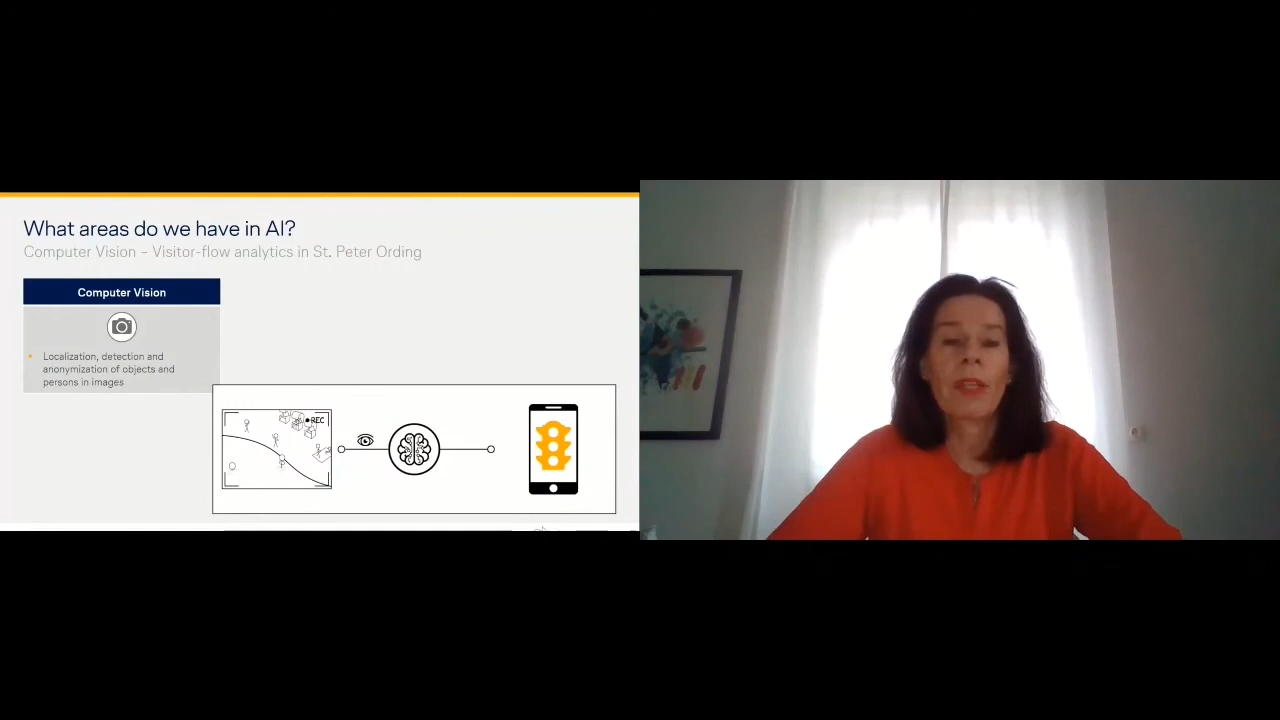 What areas do we have in AI?
Computer Vision – Visitor-flow analytics in St. Peter Ording
Computer Vision
Localization, detection and
anonymization of objects and
persons in images
REC